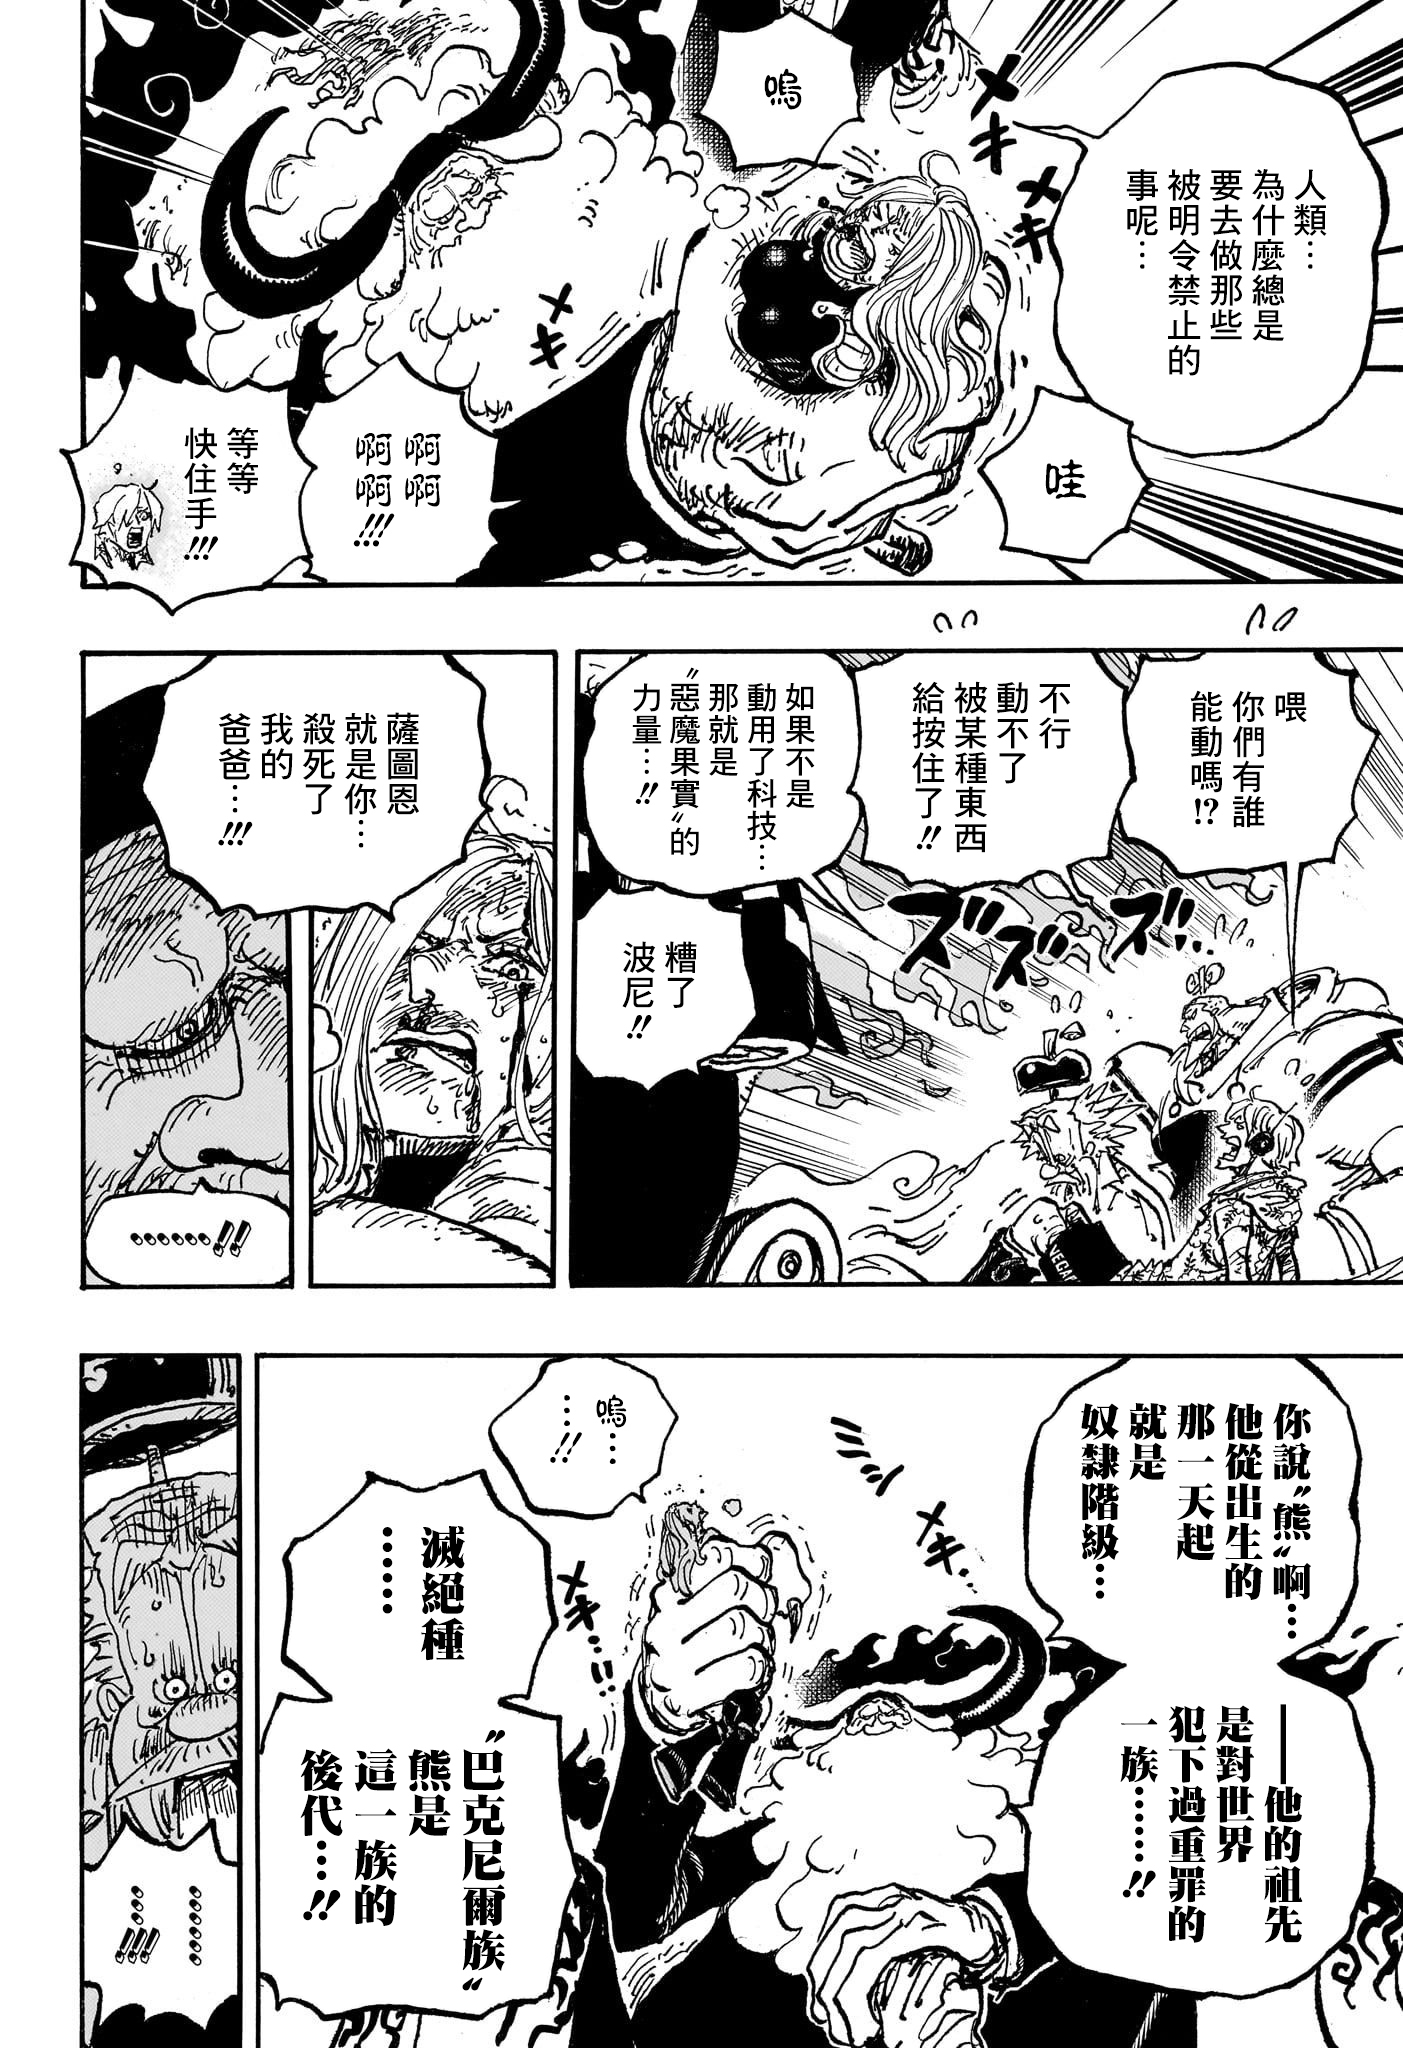 嗚
人類…
為什麼總是
要去做那些
被明令禁止的
事呢…
メキメキ
メキメキ
哇
啊啊
啊啊!!!
等等
快住手!!!
喂
你們有誰
能動嗎!?
不行
動不了
被某種東西
給按住了!!
如果不是
動用了科技…
那就是
〝惡魔果實〟的
力量…!!
ズズズズ..
糟了
波尼!!
VEGAP
薩圖恩
就是你…
殺死了
我的
爸爸…!!!
……!!
你說〝熊〟啊…
他從出生的
那一天起
就是
奴隸階級…
——他的祖先
是對世界
犯下過重罪的
一族………!!
嗚…
…!!
メキ…
メキ…!!
滅絕種
……
〝巴克尼爾族〟
熊是
這一族的
後代…!!
……
…!!!